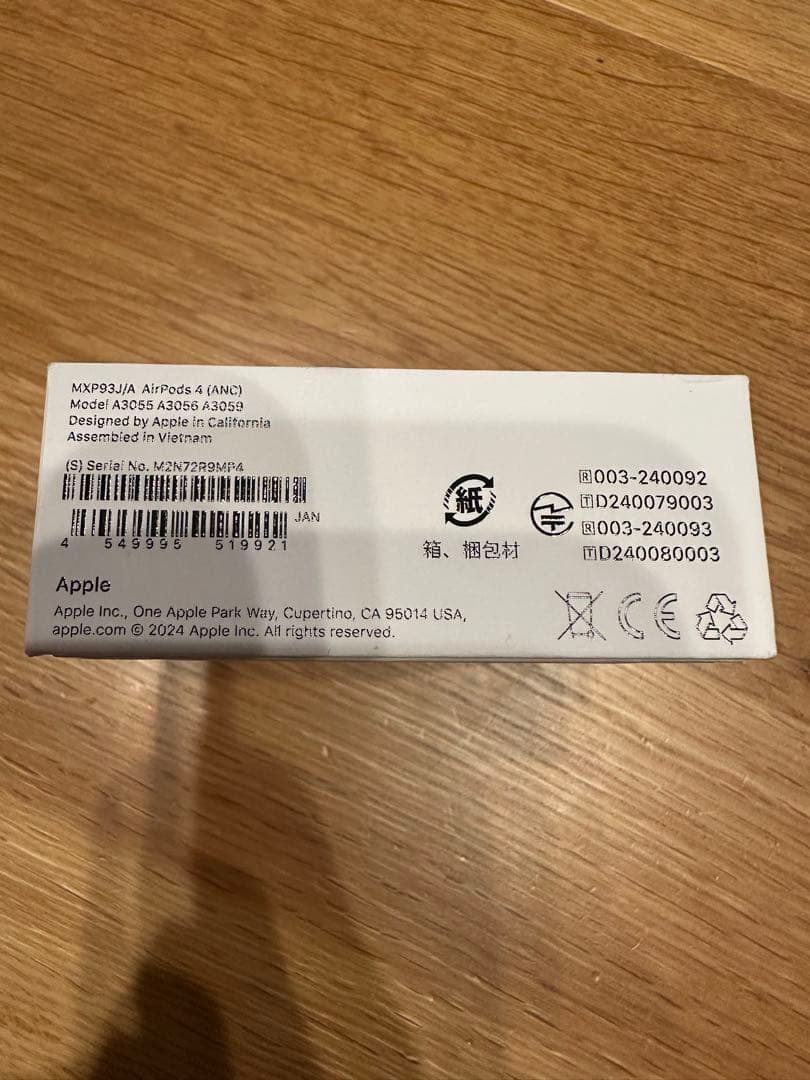 MXP93J/A AirPods 4 (ANC)
Model A3055 A3056 A3059
Designed by Apple in California
Assembled in Vietnam
(S) Serial No. M2N72R9MP4
JAN
4 549995 519921
紙
箱、梱包材
R003-240092
TD240079003
R003-240093
TD240080003
Apple
Apple Inc., One Apple Park Way, Cupertino, CA 95014 USA,
apple.com © 2024 Apple Inc. All rights reserved.
CE